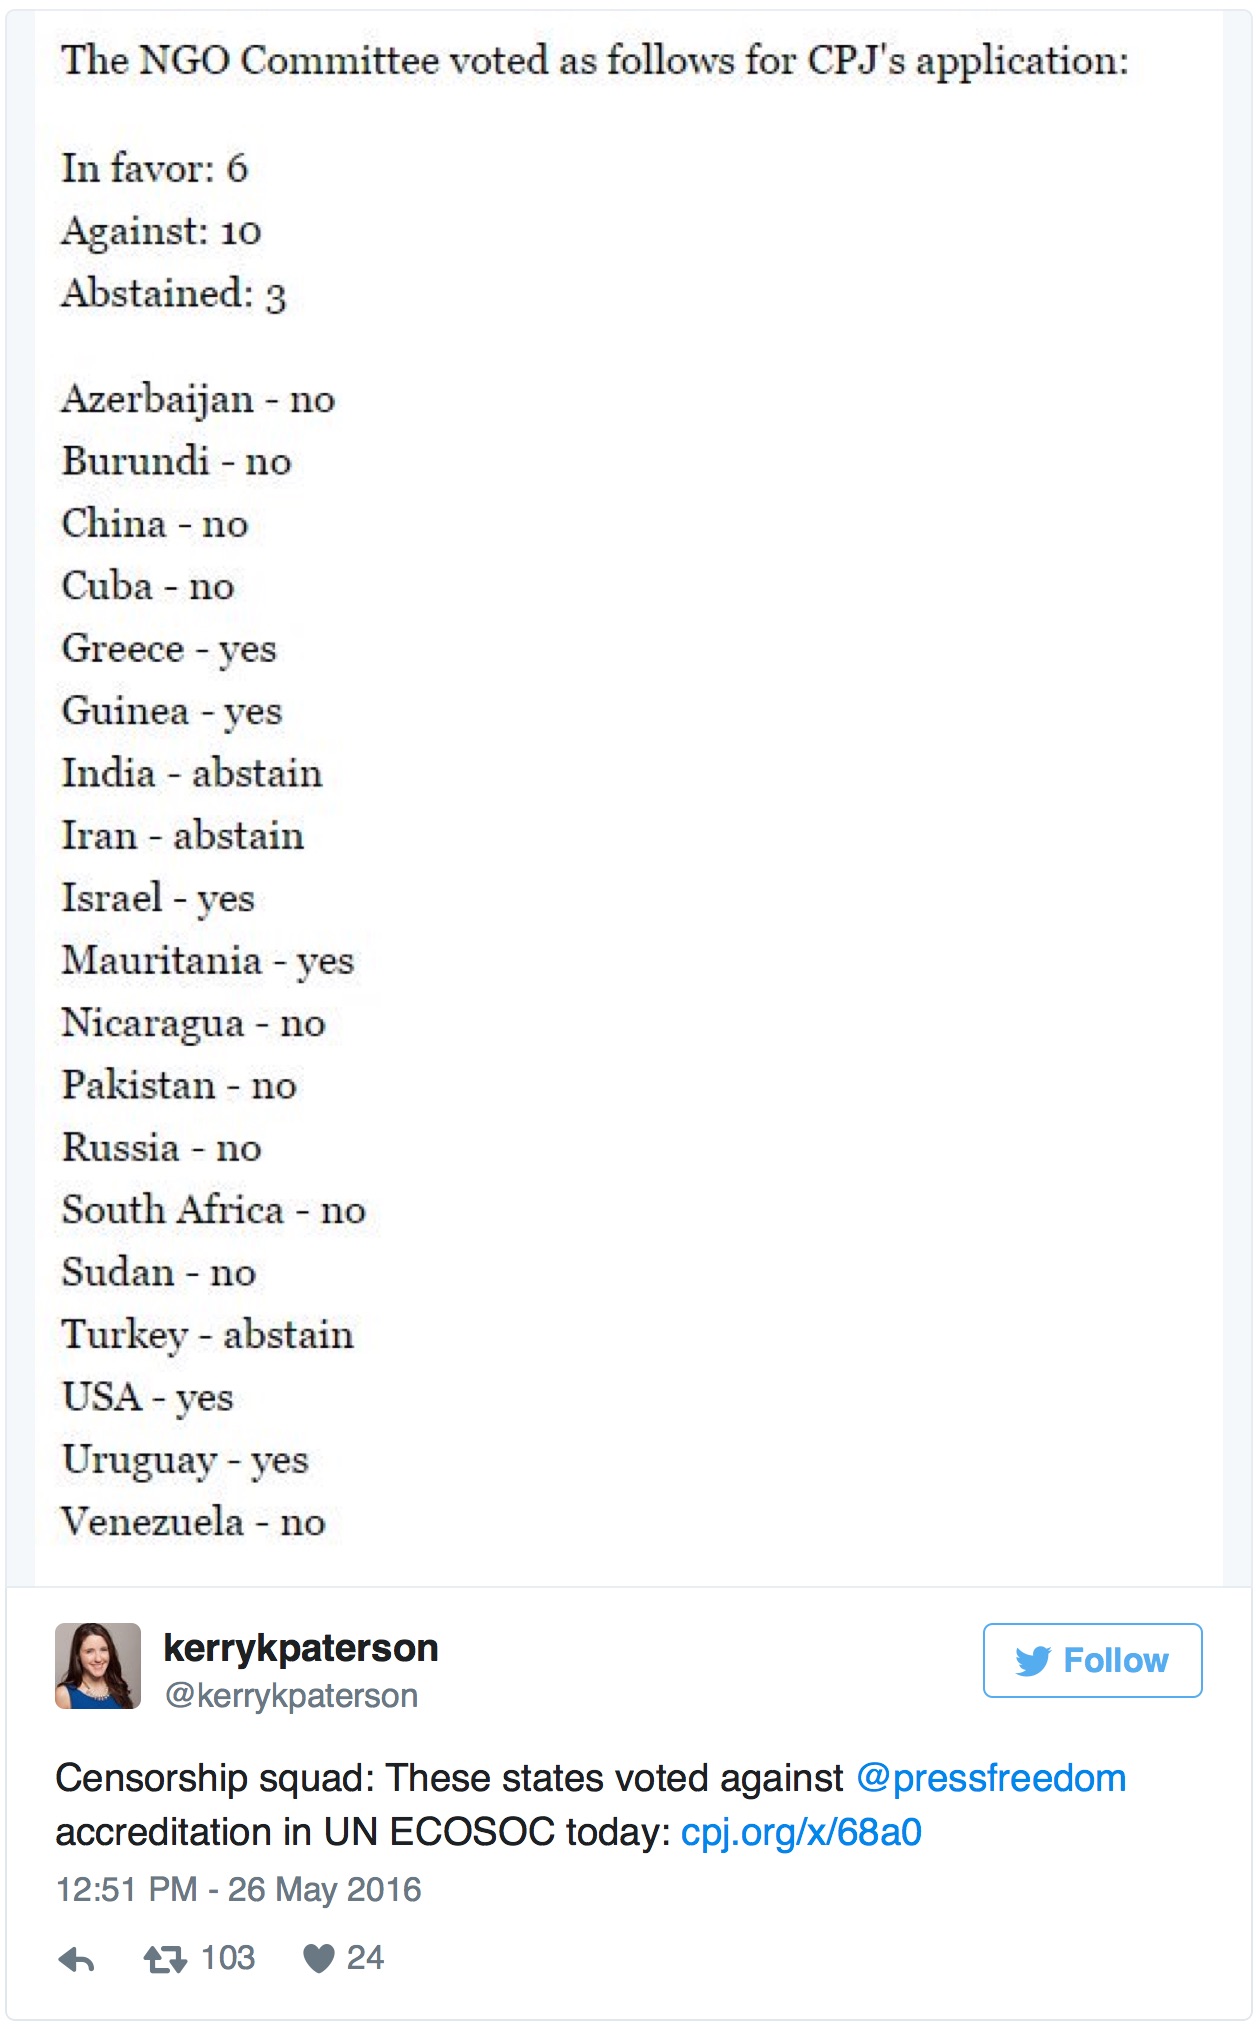 The NGO Committee voted as follows for CPJ's application:
In favor: 6
Against: 10
Abstained: 3
Azerbaijan - no
Burundi - no
China - no
Cuba - no
Greece - yes
Guinea - yes
India - abstain
Iran - abstain
Israel - yes
Mauritania - yes
Nicaragua - no
Pakistan - no
Russia - no
South Africa - no
Sudan - no
Turkey - abstain
USA - yes
Uruguay - yes
Venezuela - no
kerrykpaterson
@kerrykpaterson
Follow
Censorship squad: These states voted against @pressfreedom
accreditation in UN ECOSOC today: cpj.org/x/68a0
12:51 PM - 26 May 2016
103 24